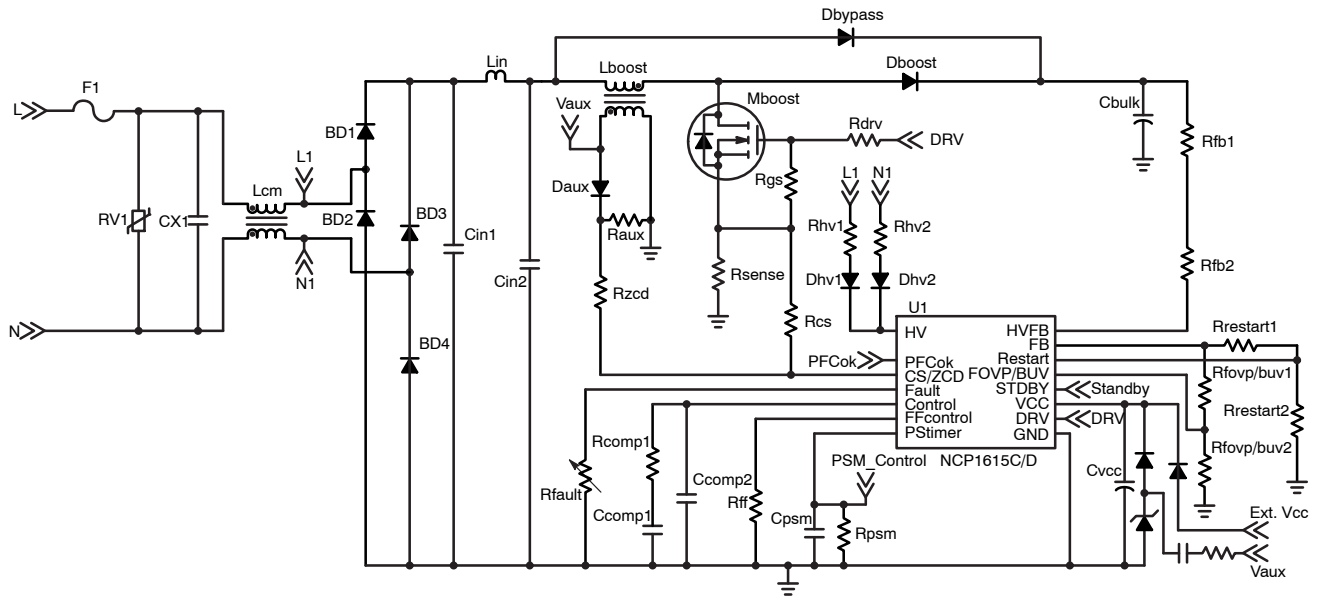 Dbypass
Lin
Lboost
Dboost
F1
L
Vaux
Mboost
Cbulk
BD1
Rdrv
DRV
Rfb1
L1
L1
N1
Rgs
Lcm
Daux
RV1
CX1
BD2
BD3
Raux
Rhv1
Rhv2
Cin1
Rsense
Rfb2
N1
Cin2
Rzcd
Dhv1
Dhv2
U1
Rcs
N
HV
HVFB
Rrestart1
BD4
FB
PFCok
PFCok
Restart
CS/ZCD
FOVP/BUV
Rfovp/buv1
Fault
STDBY
Standby
Control
VCC
Rrestart2
FFcontrol
DRV
DRV
PStimer
GND
Rcomp1
Rfovp/buv2
PSM_Control
NCP1615C/D
Ccomp2
Cvcc
Rfault
Rff
Ccomp1
Cpsm
Ext. Vcc
Rpsm
Vaux